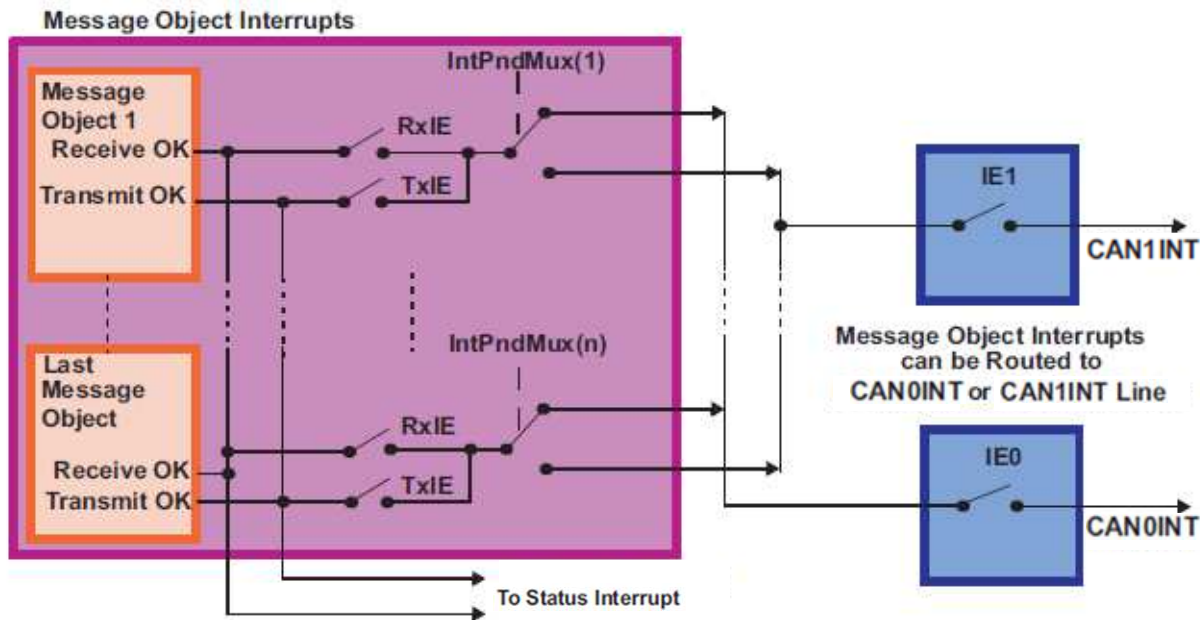 Message Object Interrupts
IntPndMux(1)
Message
Object 1
Receive OK
RxIE
Transmit OK
TxIE
IE1
CAN1INT
Message Object Interrupts
can be Routed to
CAN0INT or CAN1INT Line
IntPndMux(n)
Last
Message
Object
RxIE
Receive OK
TxIE
Transmit OK
IE0
CAN0INT
To Status Interrupt